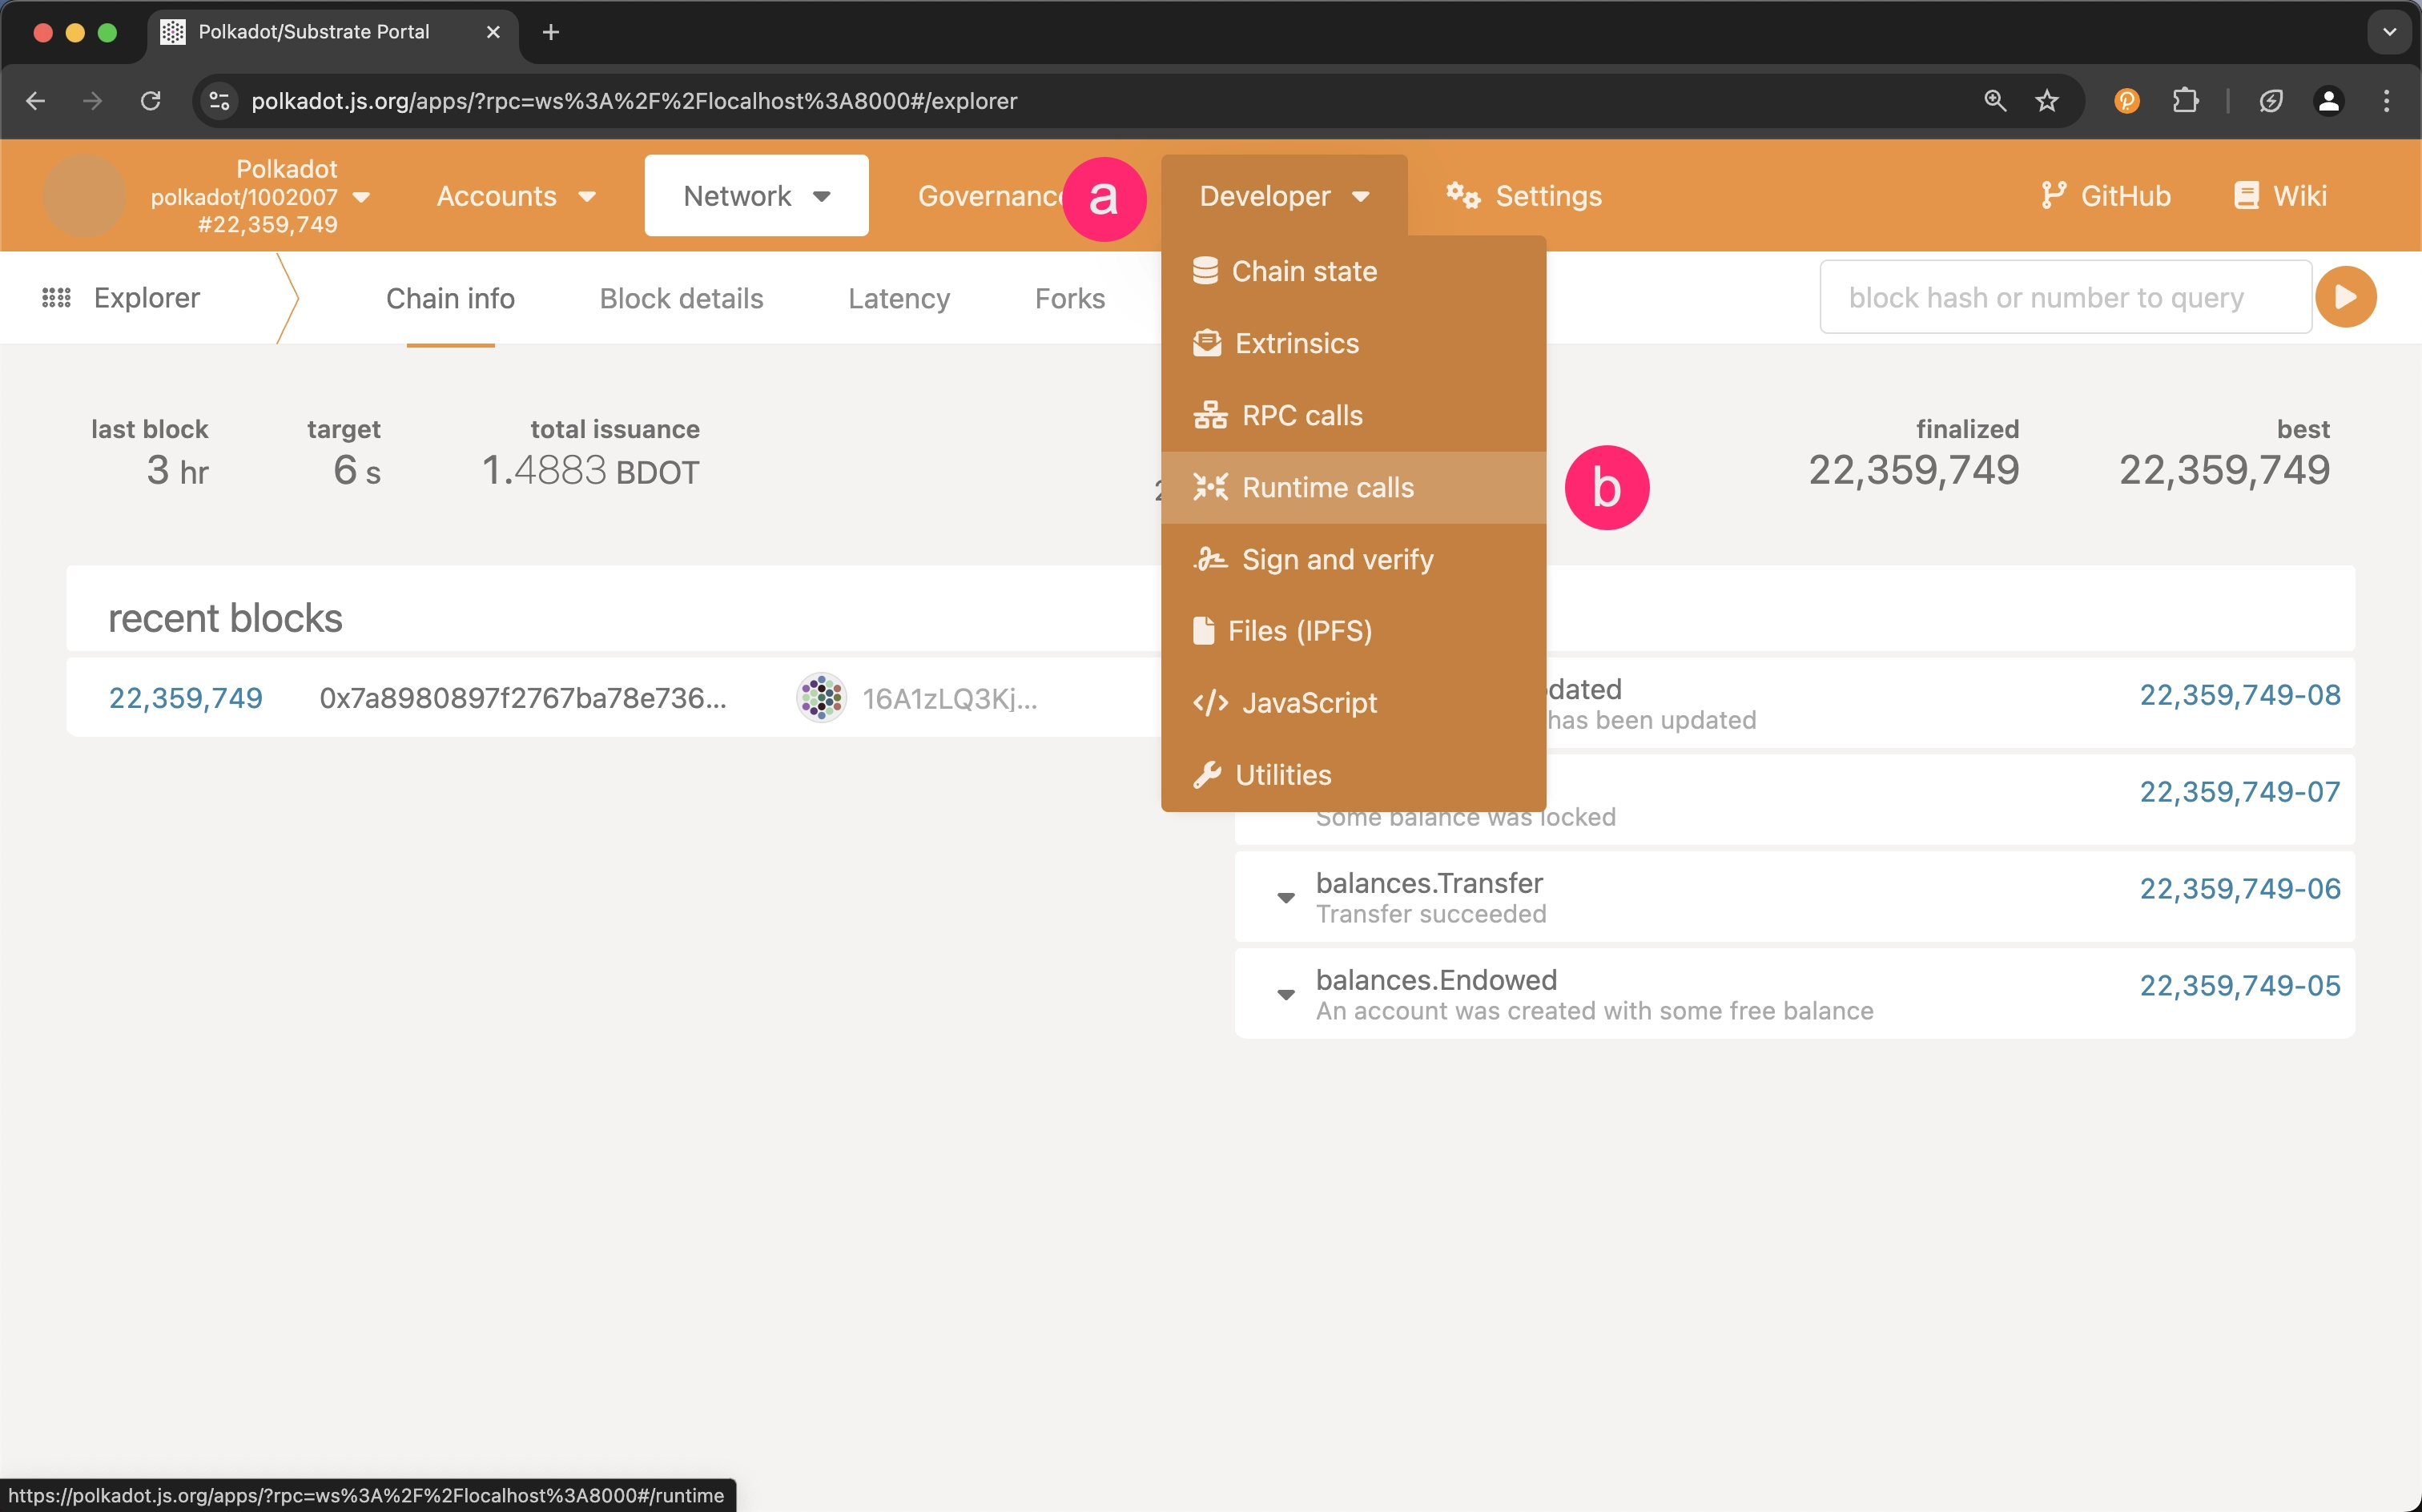 Polkadot/Substrate Portal
polkadot.js.org/apps/?rpc=ws%3A%2F%2Flocalhost%3A8000#/explorer
Polkadot
polkadot/1002007
#22,359,749
Accounts
Network
Governance
a
Developer
Settings
GitHub
Wiki
Explorer
Chain info
Block details
Latency
Forks
block hash or number to query
Chain state
Extrinsics
RPC calls
Runtime calls
b
Sign and verify
Files (IPFS)
JavaScript
Utilities
last block
3 hr
target
6 s
total issuance
1.4883 BDOT
finalized
22,359,749
best
22,359,749
recent blocks
22,359,749 0x7a8980897f2767ba78e736... 16A1zLQ3Kj...
dated
has been updated
22,359,749-08
22,359,749-07
Some balance was locked
balances.Transfer
Transfer succeeded
22,359,749-06
balances.Endowed
An account was created with some free balance
22,359,749-05
https://polkadot.js.org/apps/?rpc=ws%3A%2F%2Flocalhost%3A8000#/runtime